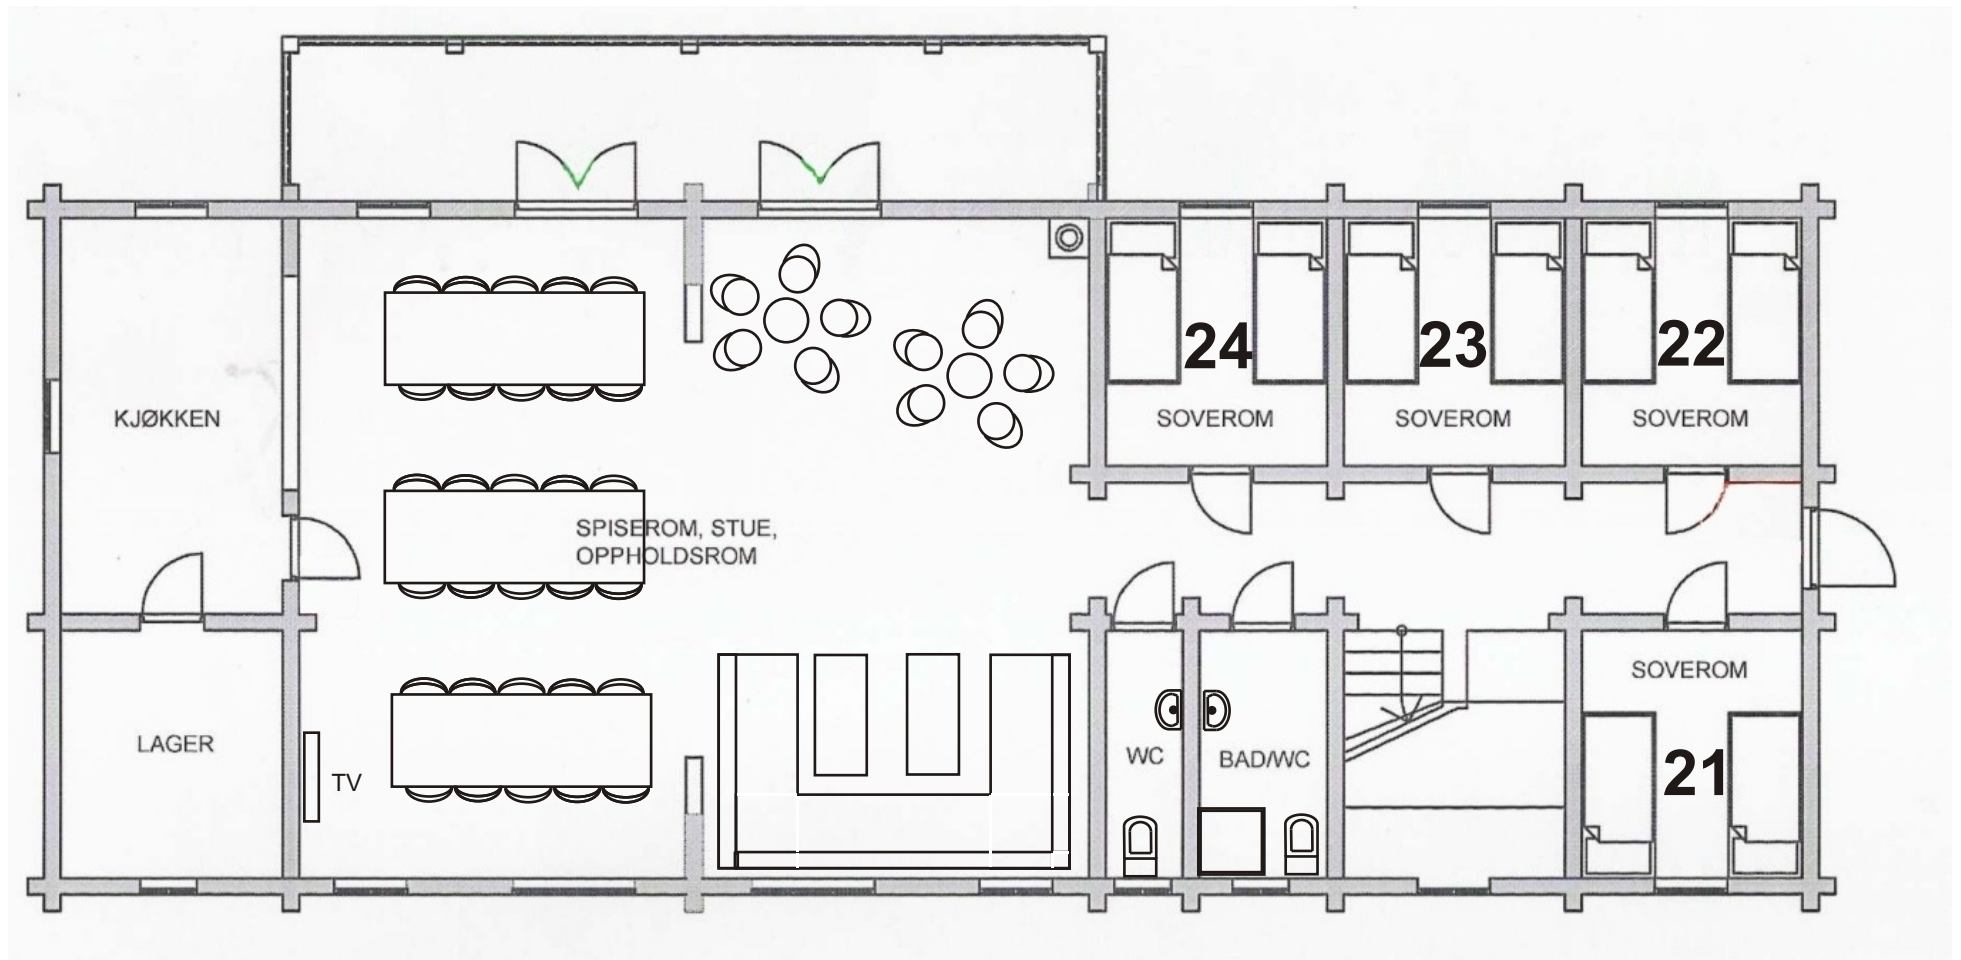 24
23
22
KJØKKEN
SOVEROM
SOVEROM
SOVEROM
SPISEROM, STUE,
OPPHOLDSROM
SOVEROM
LAGER
WC
BAD/WC
21
TV